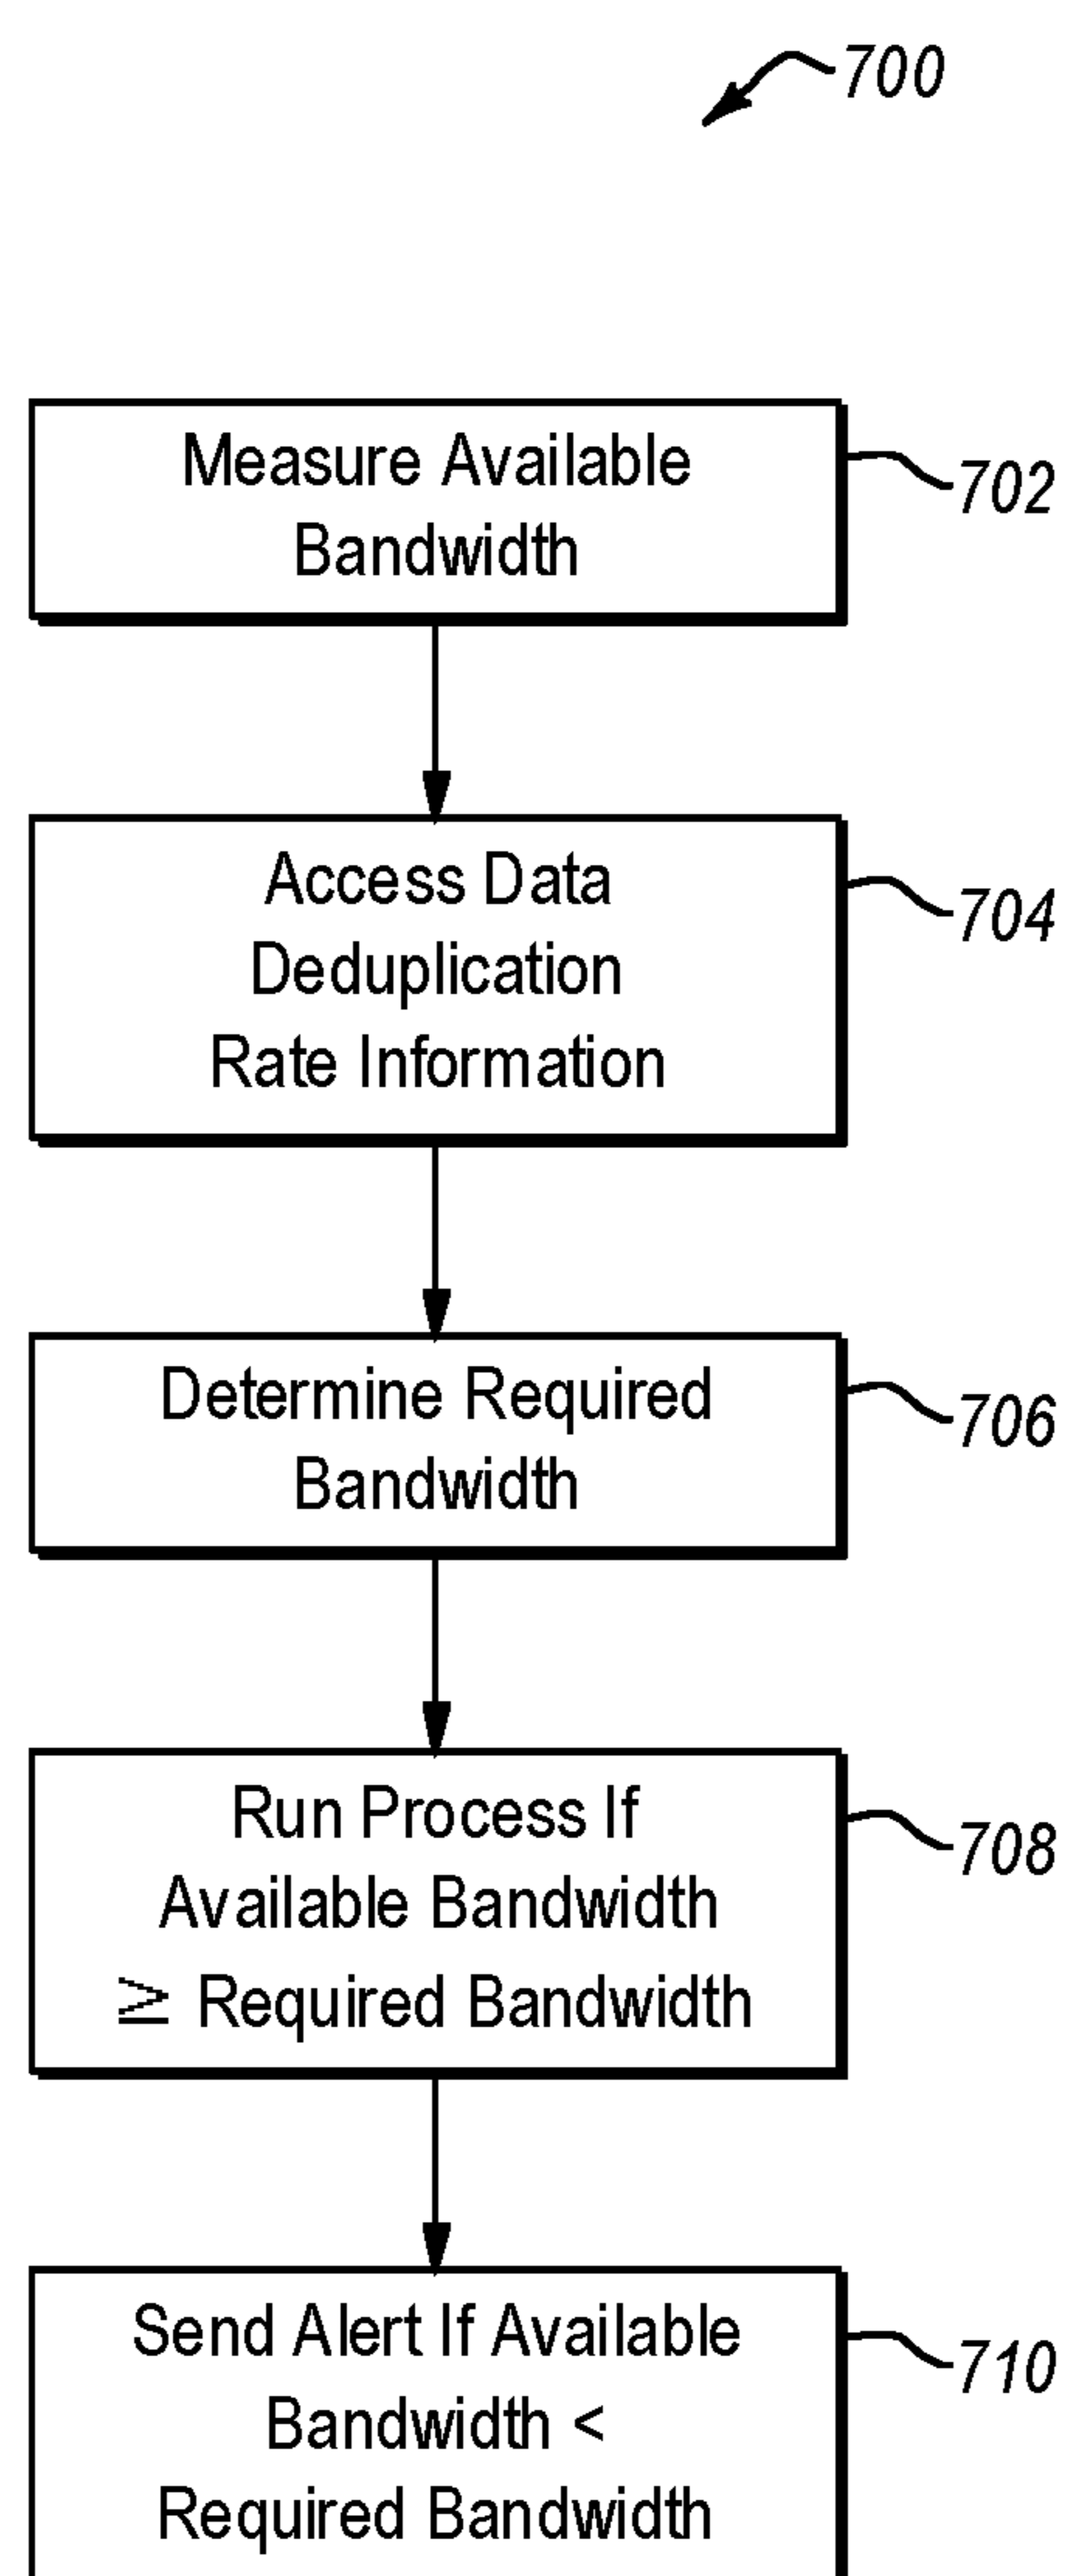 700
Measure Available
Bandwidth
702
Access Data
Deduplication
Rate Information
704
Determine Required
Bandwidth
706
Run Process If
Available Bandwidth
≥ Required Bandwidth
708
Send Alert If Available
Bandwidth <
Required Bandwidth
710